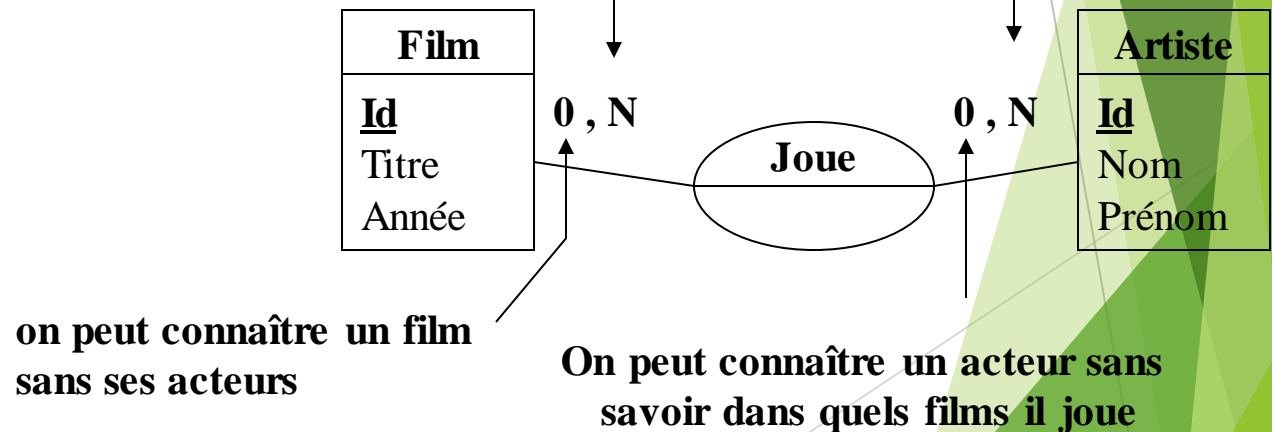 Film
Artiste
Id
0 , N
0 , N
Id
Titre
Joue
Nom
Année
Prénom
on peut connaître un film
sans ses acteurs
On peut connaître un acteur sans
savoir dans quels films il joue